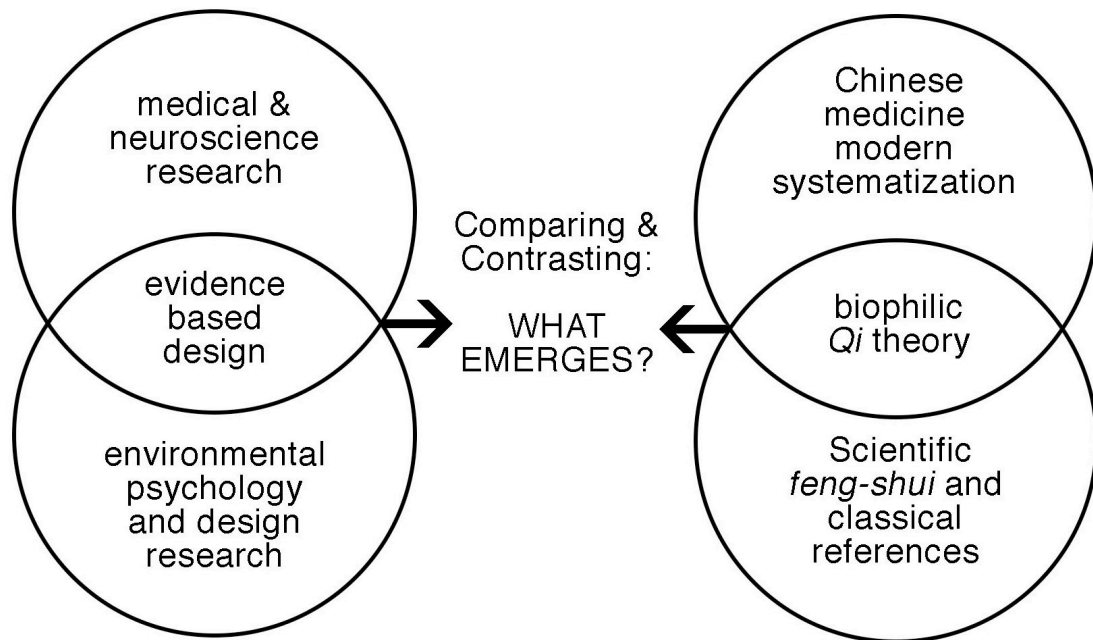 medical &
neuroscience
research
evidence
based
design
environmental
psychology
and design
research
Comparing &
Contrasting:
WHAT
EMERGES?
Chinese
medicine
modern
systematization
biophilic
Qi theory
Scientific
feng-shui and
classical
references